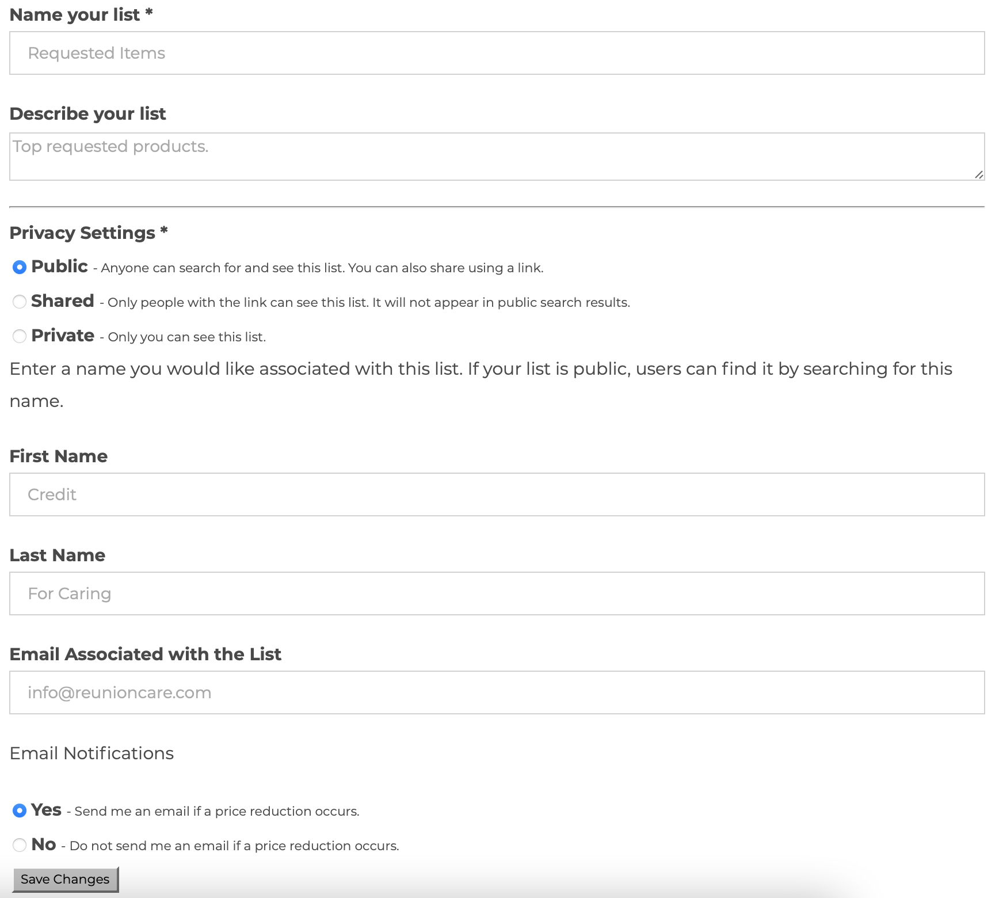 Name your list *
Requested Items
Describe your list
Top requested products.
Privacy Settings *
Public - Anyone can search for and see this list. You can also share using a link.
Shared - Only people with the link can see this list. It will not appear in public search results.
Private - Only you can see this list.
Enter a name you would like associated with this list. If your list is public, users can find it by searching for this
name.
First Name
Credit
Last Name
For Caring
Email Associated with the List
info@reunioncare.com
Email Notifications
Yes - Send me an email if a price reduction occurs.
No - Do not send me an email if a price reduction occurs.
Save Changes